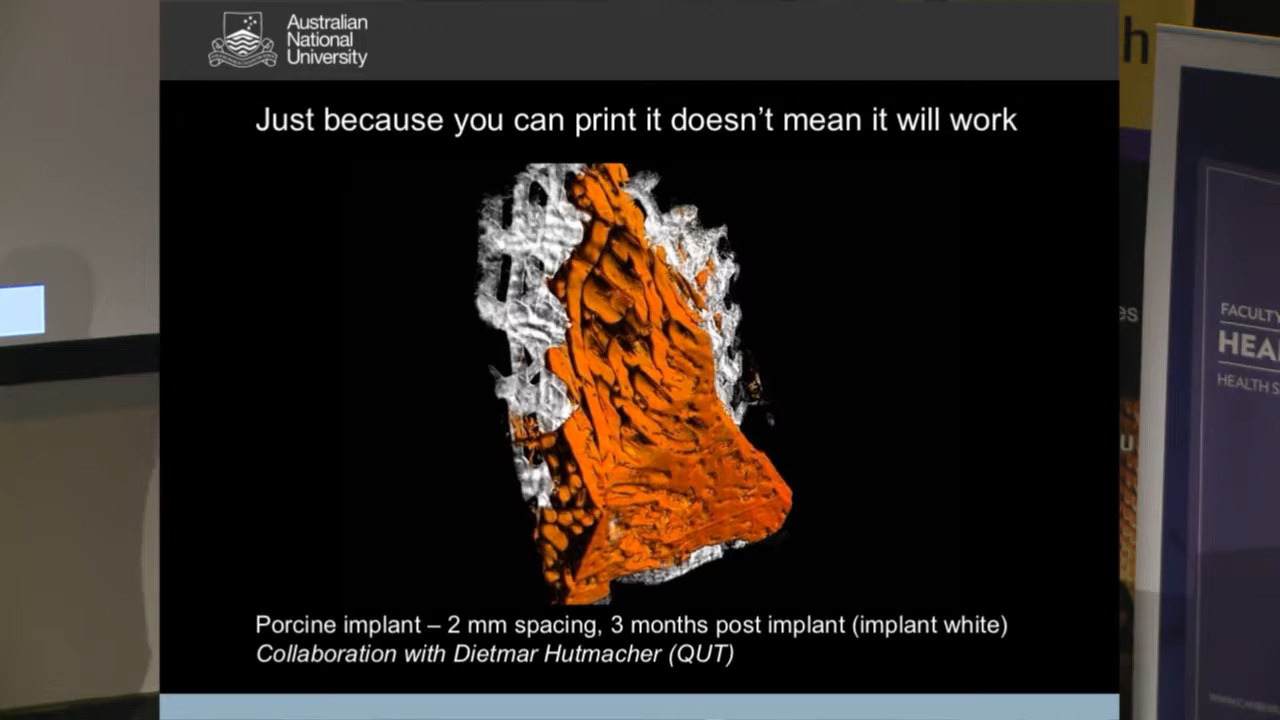 Australian
National
University
Just because you can print it doesn't mean it will work
Porcine implant – 2 mm spacing, 3 months post implant (implant white)
Collaboration with Dietmar Hutmacher (QUT)
h
es
u
FACULTY
HEA
HEALTH S